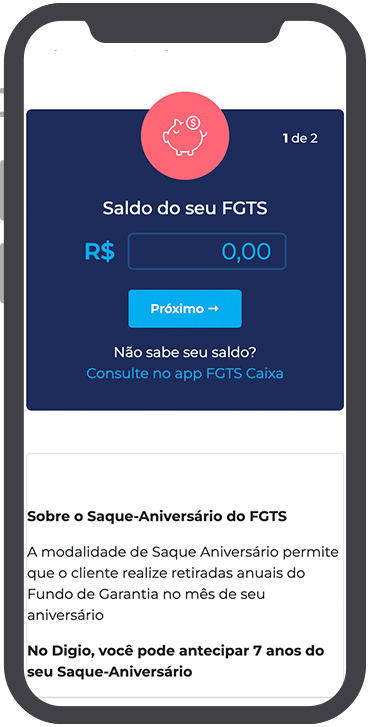 1 de 2
Saldo do seu FGTS
R$ 0,00
Próximo →
Não sabe seu saldo?
Consulte no app FGTS Caixa
Sobre o Saque-Aniversário do FGTS
A modalidade de Saque Aniversário permite
que o cliente realize retiradas anuais do
Fundo de Garantia no mês de seu
aniversário
No Digio, você pode antecipar 7 anos do
seu Saque-Aniversário